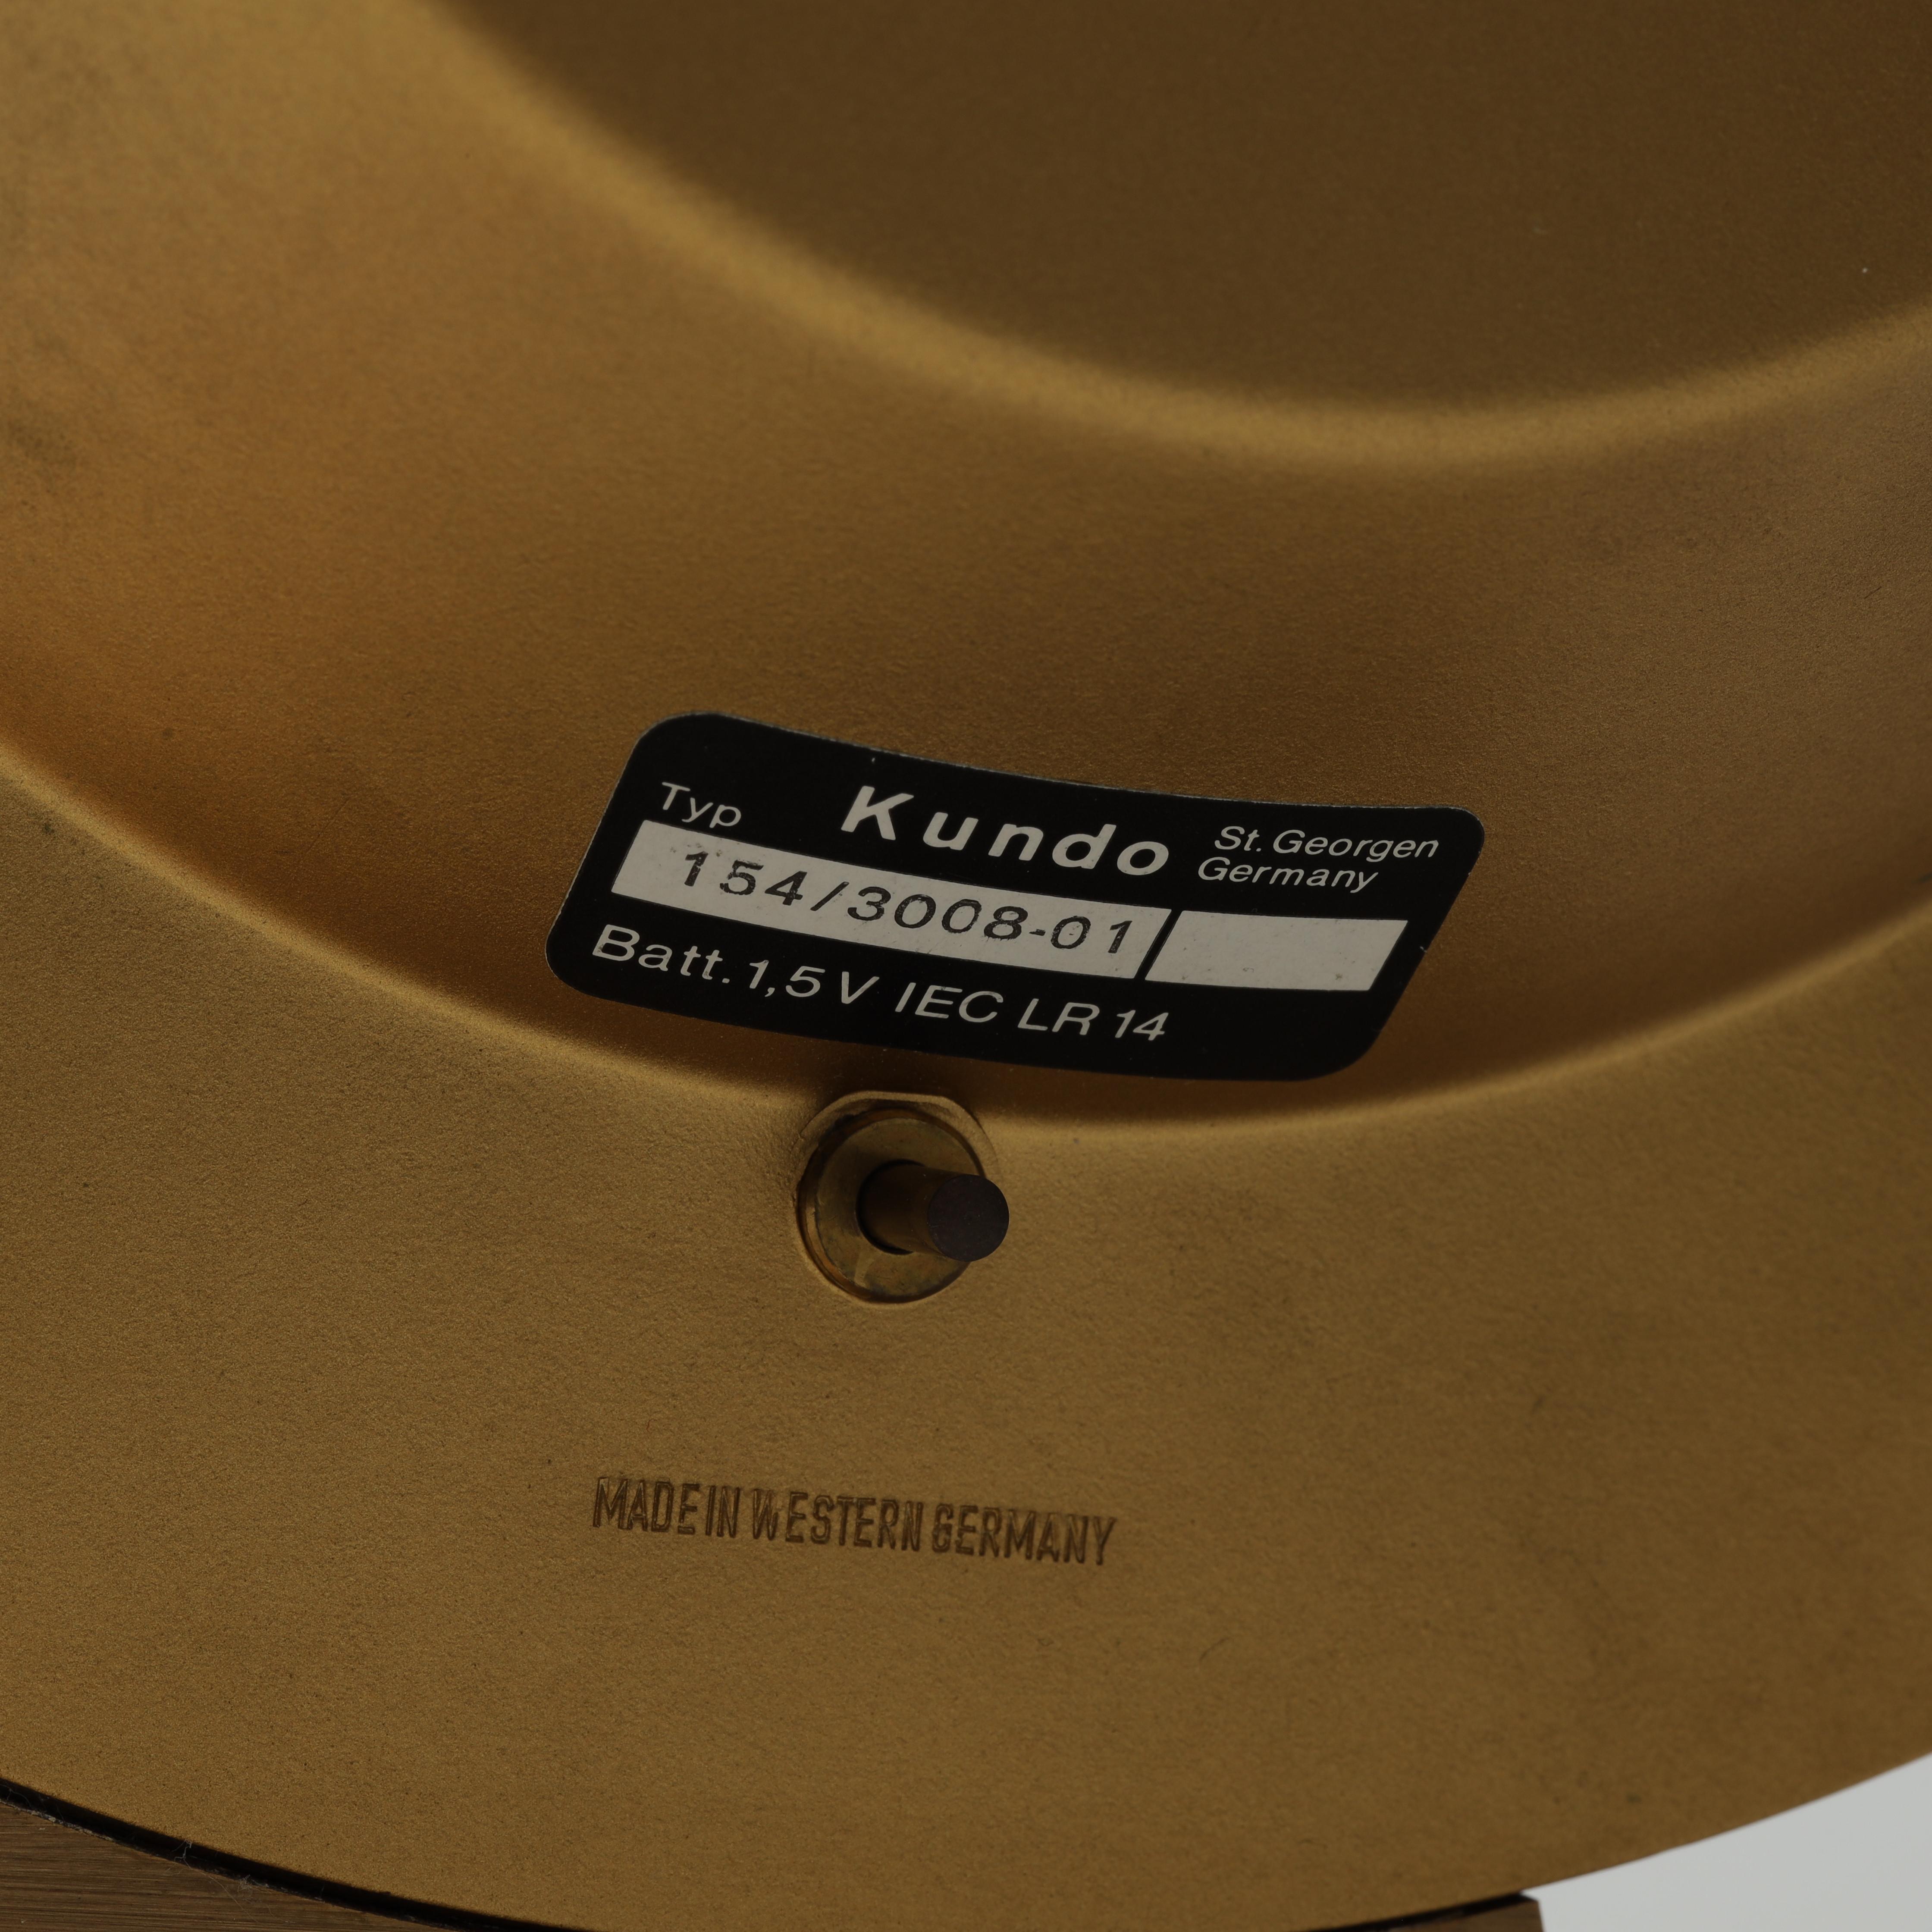 Typ Kundo St. Georgen
Germany
154/3008-01
Batt. 1,5 V IEC LR 14
MADE IN WESTERN GERMANY